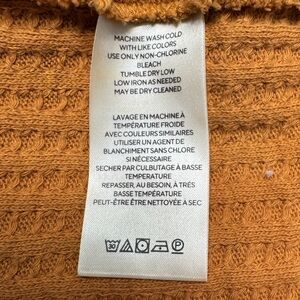 MACHINE WASH COLD
WITH LIKE COLORS
USE ONLY NON-CHLORINE
BLEACH
TUMBLE DRY LOW
LOW IRON AS NEEDED
MAY BE DRY CLEANED
LAVAGE EN MACHINE À
TEMPÉRATURE FROIDE
AVEC COULEURS SIMILAIRES
UTILISER UN AGENT DE
BLANCHIMENT SANS CHLORE
SI NÉCESSAIRE
SECHER PAR CULBUTAGE À BASSE
TEMPERATURE
REPASSER, AU BESOIN, À TRÈS
BASSE TEMPÉRATURE
PEUT-ÊTRE ÊTRE NETTOYÉE À SEC
30 P